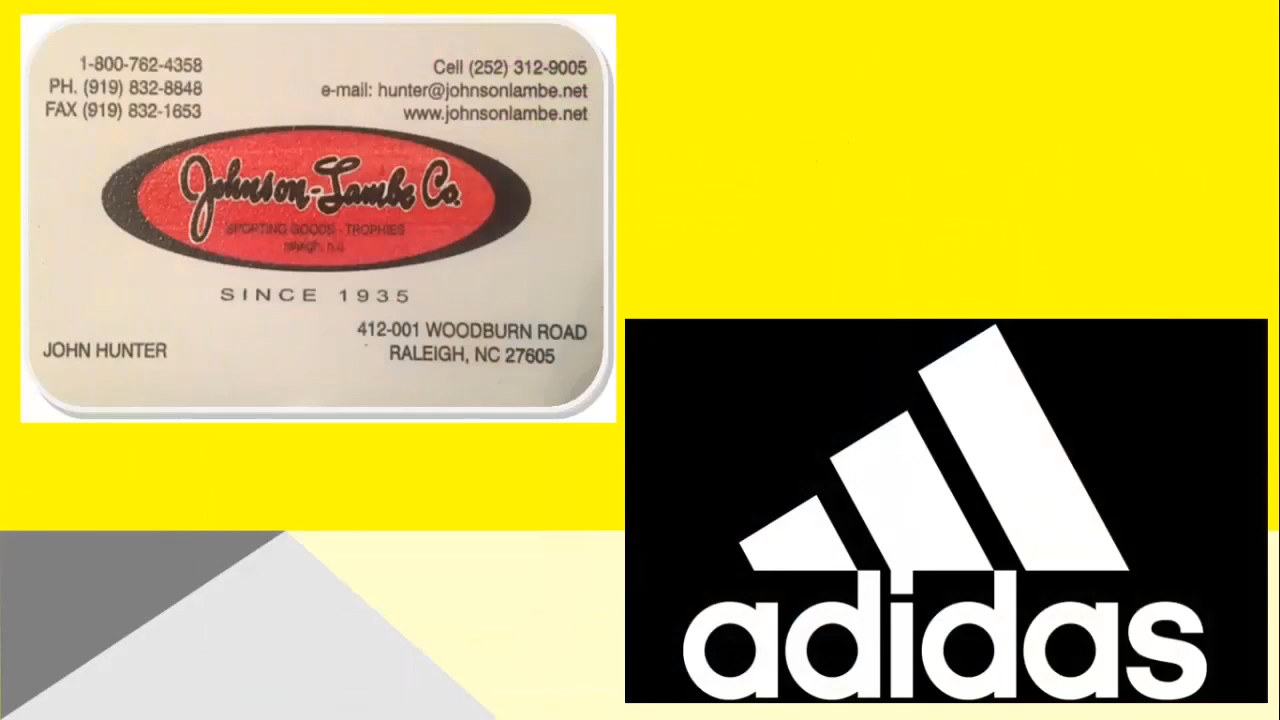 1-800-762-4358
PH. (919) 832-8848
FAX (919) 832-1653
Cell (252) 312-9005
e-mail: hunter@johnsonlambe.net
www.johnsonlambe.net
Johnson-Lambe Co.
SPORTING GOODS - TROPHIES
raleigh, n.c.
SINCE 1935
JOHN HUNTER
412-001 WOODBURN ROAD
RALEIGH, NC 27605
adidas